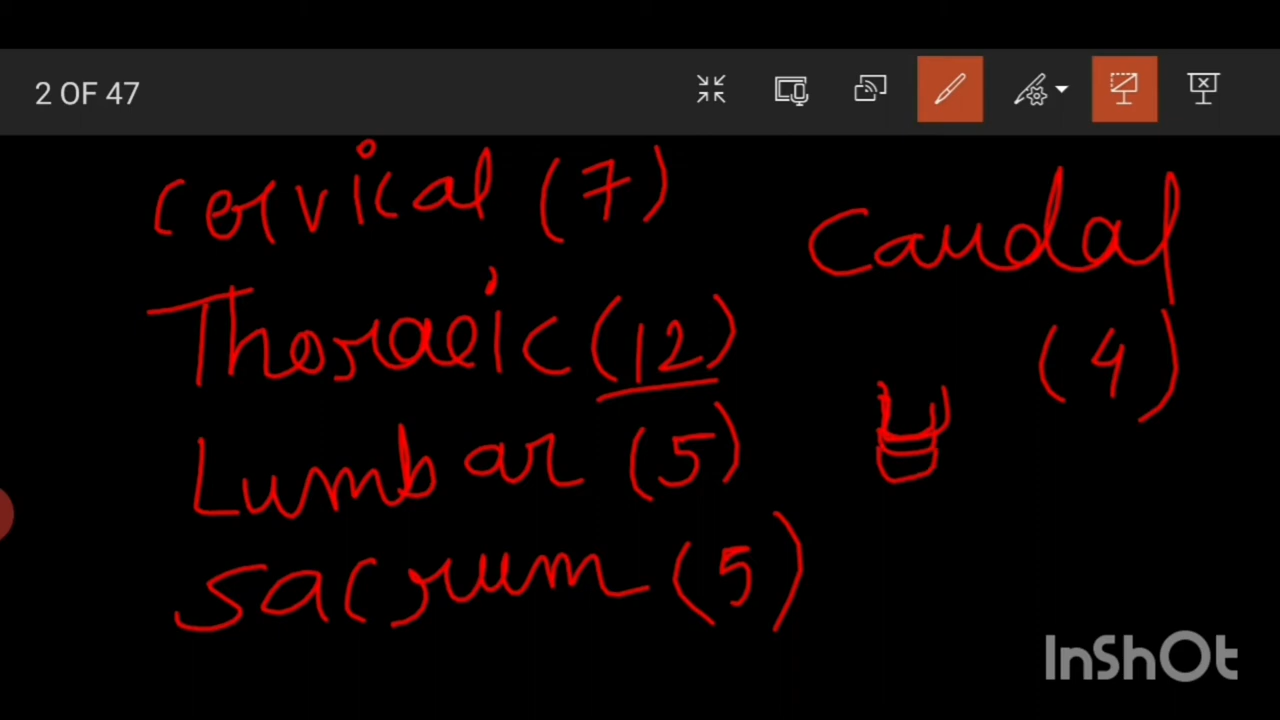 2 OF 47
Cervical (7)
Thoracic (12)
Lumbar (5)
Sacrum (5)
Caudal
(4)
InShOt